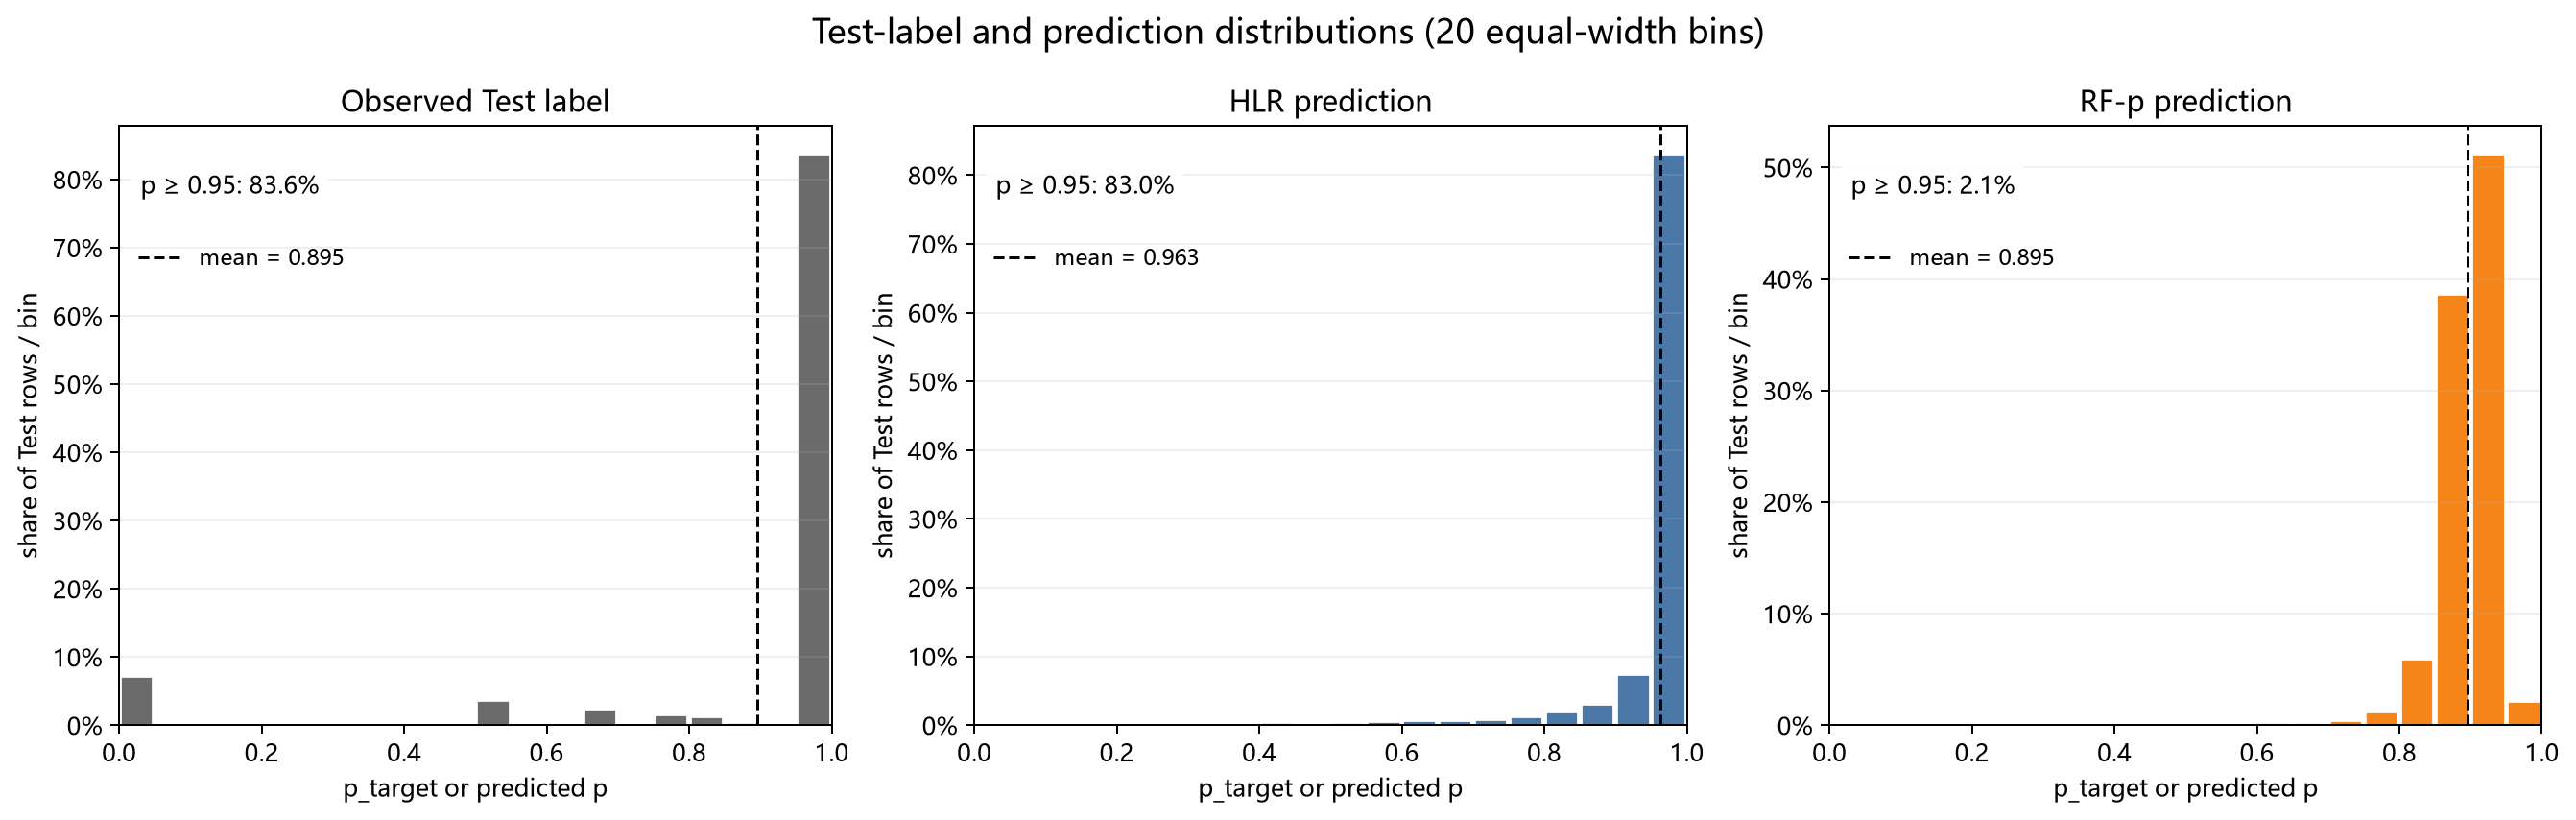 Test-label and prediction distributions (20 equal-width bins)
Observed Test label
p ≥ 0.95: 83.6%
mean = 0.895
share of Test rows / bin
80%
70%
60%
50%
40%
30%
20%
10%
0%
0.0 0.2 0.4 0.6 0.8 1.0
p_target or predicted p
HLR prediction
p ≥ 0.95: 83.0%
mean = 0.963
share of Test rows / bin
80%
70%
60%
50%
40%
30%
20%
10%
0%
0.0 0.2 0.4 0.6 0.8 1.0
p_target or predicted p
RF-p prediction
p ≥ 0.95: 2.1%
mean = 0.895
share of Test rows / bin
50%
40%
30%
20%
10%
0%
0.0 0.2 0.4 0.6 0.8 1.0
p_target or predicted p